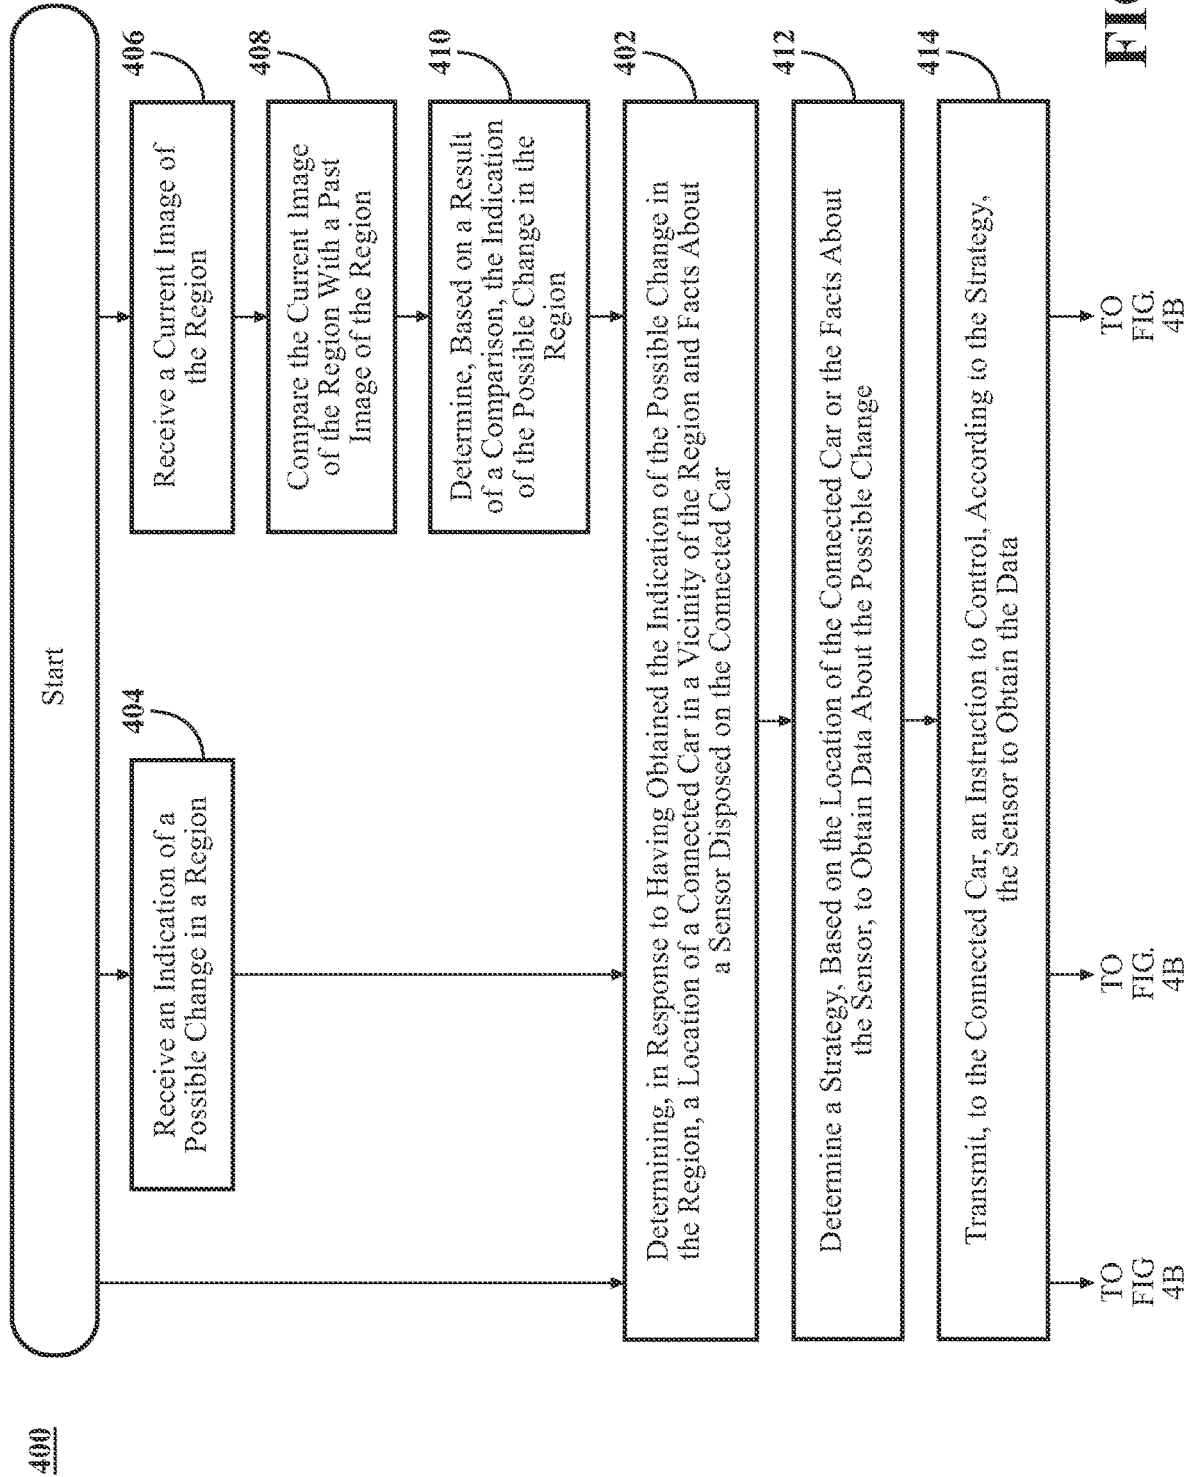 400
Start
404
Receive an Indication of a
Possible Change in a Region
406
Receive a Current Image of
the Region
408
Compare the Current Image
of the Region With a Past
Image of the Region
410
Determine, Based on a Result
of a Comparison, the Indication
of the Possible Change in the
Region
402
Determining, in Response to Having Obtained the Indication of the Possible Change in
the Region, a Location of a Connected Car in a Vicinity of the Region and Facts About
a Sensor Disposed on the Connected Car
412
Determine a Strategy, Based on the Location of the Connected Car or the Facts About
the Sensor, to Obtain Data About the Possible Change
414
Transmit, to the Connected Car, an Instruction to Control, According to the Strategy,
the Sensor to Obtain the Data
TO
FIG
4B
TO
FIG.
4B
TO
FIG.
4B